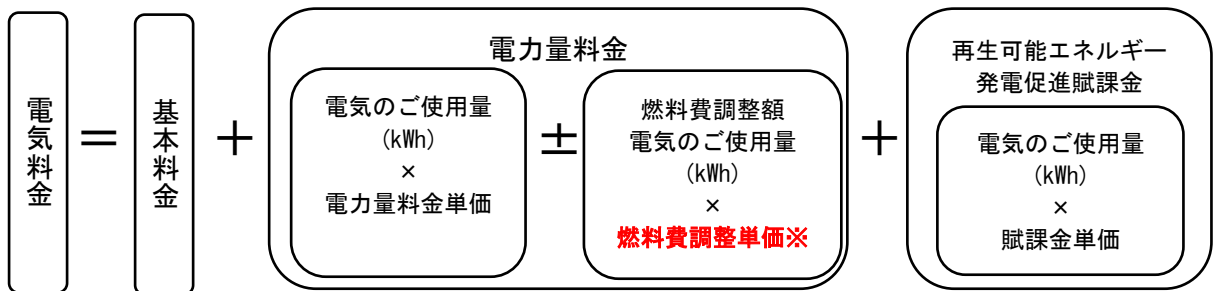 電気料金
＝
基本料金
＋
電力量料金
電気のご使用量
(kWh)
×
電力量料金単価
±
燃料費調整額
電気のご使用量
(kWh)
×
燃料費調整単価※
＋
再生可能エネルギー
発電促進賦課金
電気のご使用量
(kWh)
×
賦課金単価